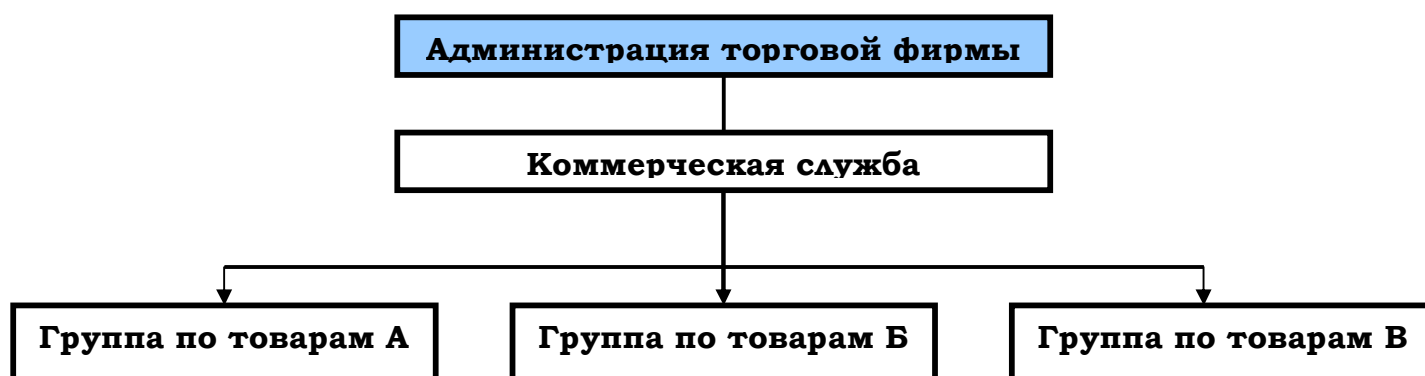 Администрация торговой фирмы
Коммерческая служба
Группа по товарам А
Группа по товарам Б
Группа по товарам В